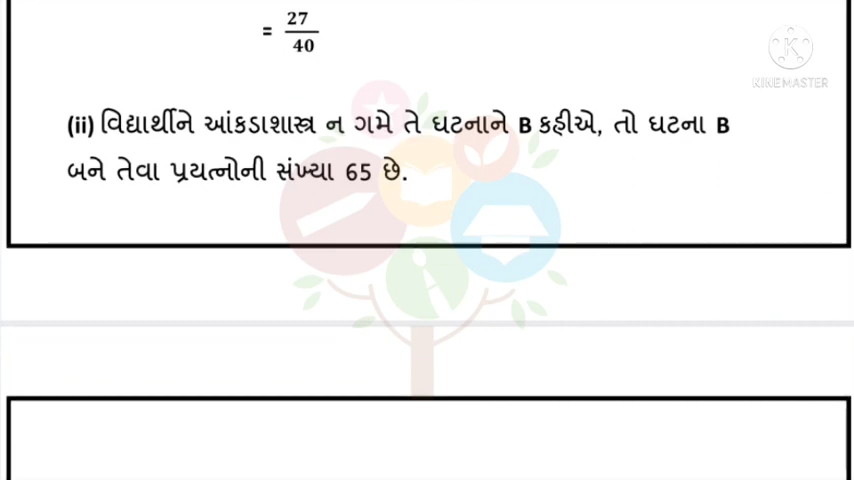 = 27/40
KINEMASTER
(ii) વિદ્યાર્થીને આંકડાશાસ્ત્ર ન ગમે તે ઘટનાને B કહીએ, તો ઘટના B
બને તેવા પ્રયત્નોની સંખ્યા 65 છે.